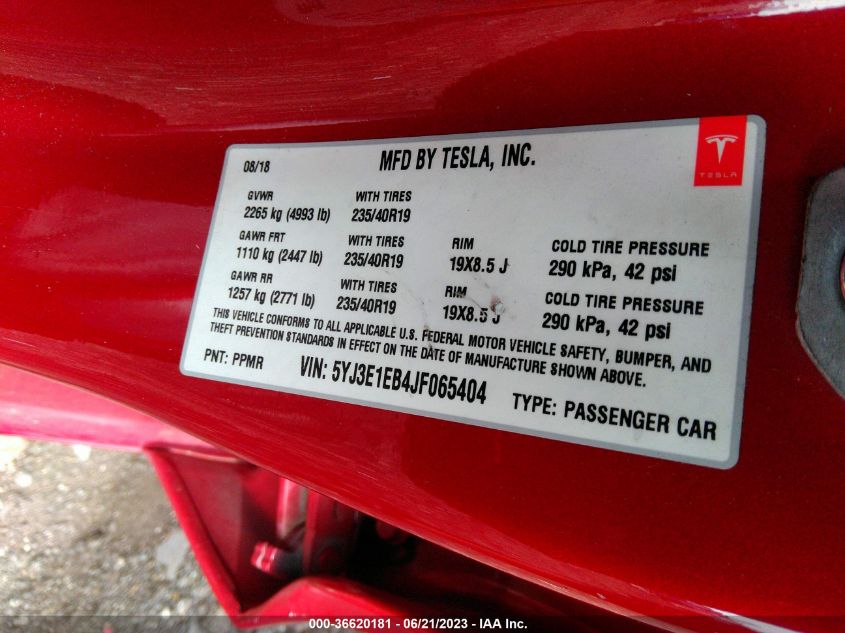 08/18
MFD BY TESLA, INC.
TESLA
GVWR WITH TIRES
2265 kg (4993 lb) 235/40R19
GAWR FRT WITH TIRES RIM COLD TIRE PRESSURE
1110 kg (2447 lb) 235/40R19 19X8.5 J 290 kPa, 42 psi
GAWR RR WITH TIRES RIM COLD TIRE PRESSURE
1257 kg (2771 lb) 235/40R19 19X8.5 J 290 kPa, 42 psi
THIS VEHICLE CONFORMS TO ALL APPLICABLE U.S. FEDERAL MOTOR VEHICLE SAFETY, BUMPER, AND
THEFT PREVENTION STANDARDS IN EFFECT ON THE DATE OF MANUFACTURE SHOWN ABOVE.
PNT: PPMR VIN: 5YJ3E1EB4JF065404 TYPE: PASSENGER CAR
000-36620181 - 06/21/2023 - IAA Inc.